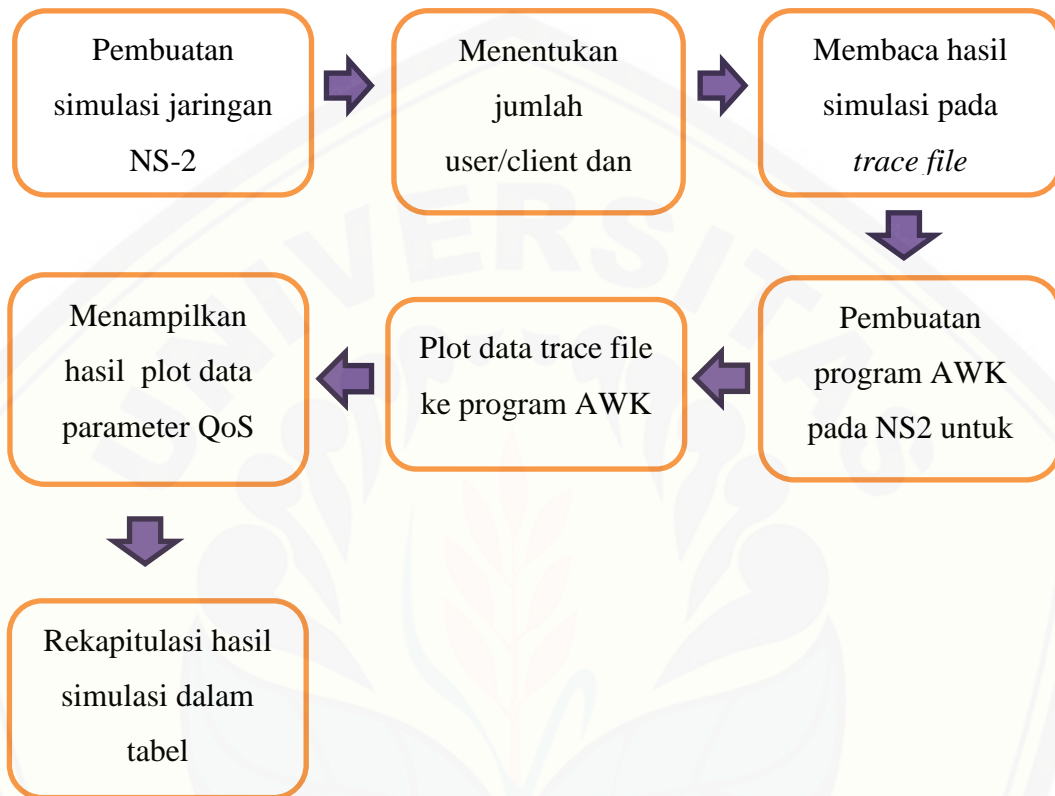 Pembuatan
simulasi jaringan
NS-2
Menentukan
jumlah
user/client dan
Membaca hasil
simulasi pada
trace file
Pembuatan
program AWK
pada NS2 untuk
Plot data trace file
ke program AWK
Menampilkan
hasil plot data
parameter QoS
Rekapitulasi hasil
simulasi dalam
tabel
UNIVERSITAS